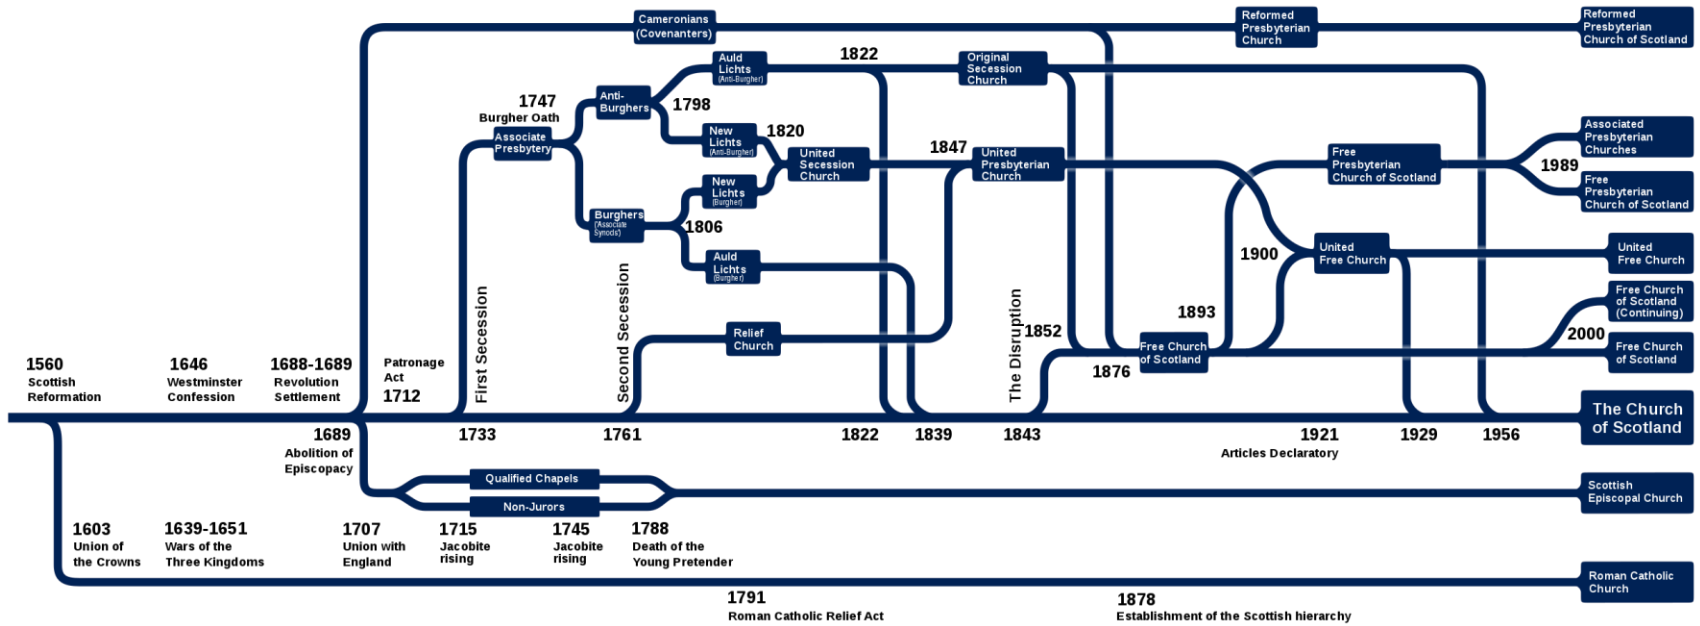 Cameronians
(Covenanters)
Reformed
Presbyterian
Church
Reformed
Presbyterian
Church of Scotland
Auld
Lichts
(Anti-Burgher)
1822
Original
Secession
Church
1747
Burgher Oath
Anti-
Burghers
1798
Associate
Presbytery
New
Lichts
(Anti-Burgher)
1820
United
Secession
Church
1847
United
Presbyterian
Church
Free
Presbyterian
Church of Scotland
Associated
Presbyterian
Churches
1989
Free
Presbyterian
Church of Scotland
New
Lichts
(Burgher)
Burghers
('Associate
Synods')
1806
Auld
Lichts
(Burgher)
1900
United
Free Church
United
Free Church
First Secession
Second Secession
The Disruption
Relief
Church
1852
1893
Free Church
of Scotland
1876
Free Church
of Scotland
(Continuing)
2000
Free Church
of Scotland
1560
Scottish
Reformation
1646
Westminster
Confession
1688-1689
Revolution
Settlement
Patronage
Act
1712
The Church
of Scotland
1689
Abolition of
Episcopacy
1733
1761
1822
1839
1843
1921
Articles Declaratory
1929
1956
Qualified Chapels
Non-Jurors
Scottish
Episcopal Church
1603
Union of
the Crowns
1639-1651
Wars of the
Three Kingdoms
1707
Union with
England
1715
Jacobite
rising
1745
Jacobite
rising
1788
Death of the
Young Pretender
Roman Catholic
Church
1791
Roman Catholic Relief Act
1878
Establishment of the Scottish hierarchy